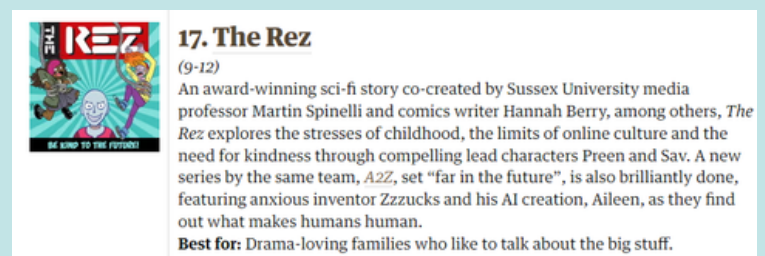 THE REZ
BE KIND TO THE FUTURE!
17. The Rez
(9-12)
An award-winning sci-fi story co-created by Sussex University media
professor Martin Spinelli and comics writer Hannah Berry, among others, The
Rez explores the stresses of childhood, the limits of online culture and the
need for kindness through compelling lead characters Preen and Sav. A new
series by the same team, A2Z, set “far in the future”, is also brilliantly done,
featuring anxious inventor Zzzucks and his AI creation, Aileen, as they find
out what makes humans human.
Best for: Drama-loving families who like to talk about the big stuff.